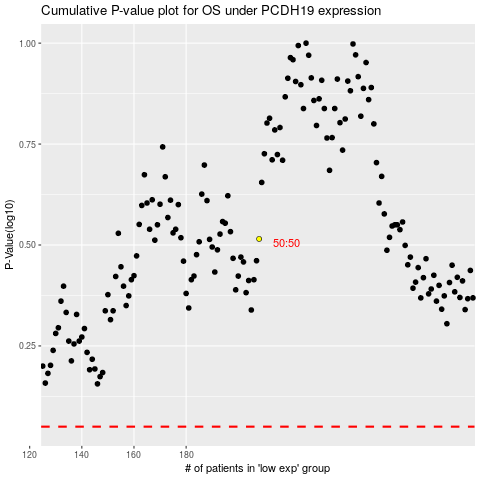 Cumulative P-value plot for OS under PCDH19 expression
P-Value(log10)
1.00
0.75
0.50
0.25
50:50
120 140 160 180
# of patients in 'low exp' group